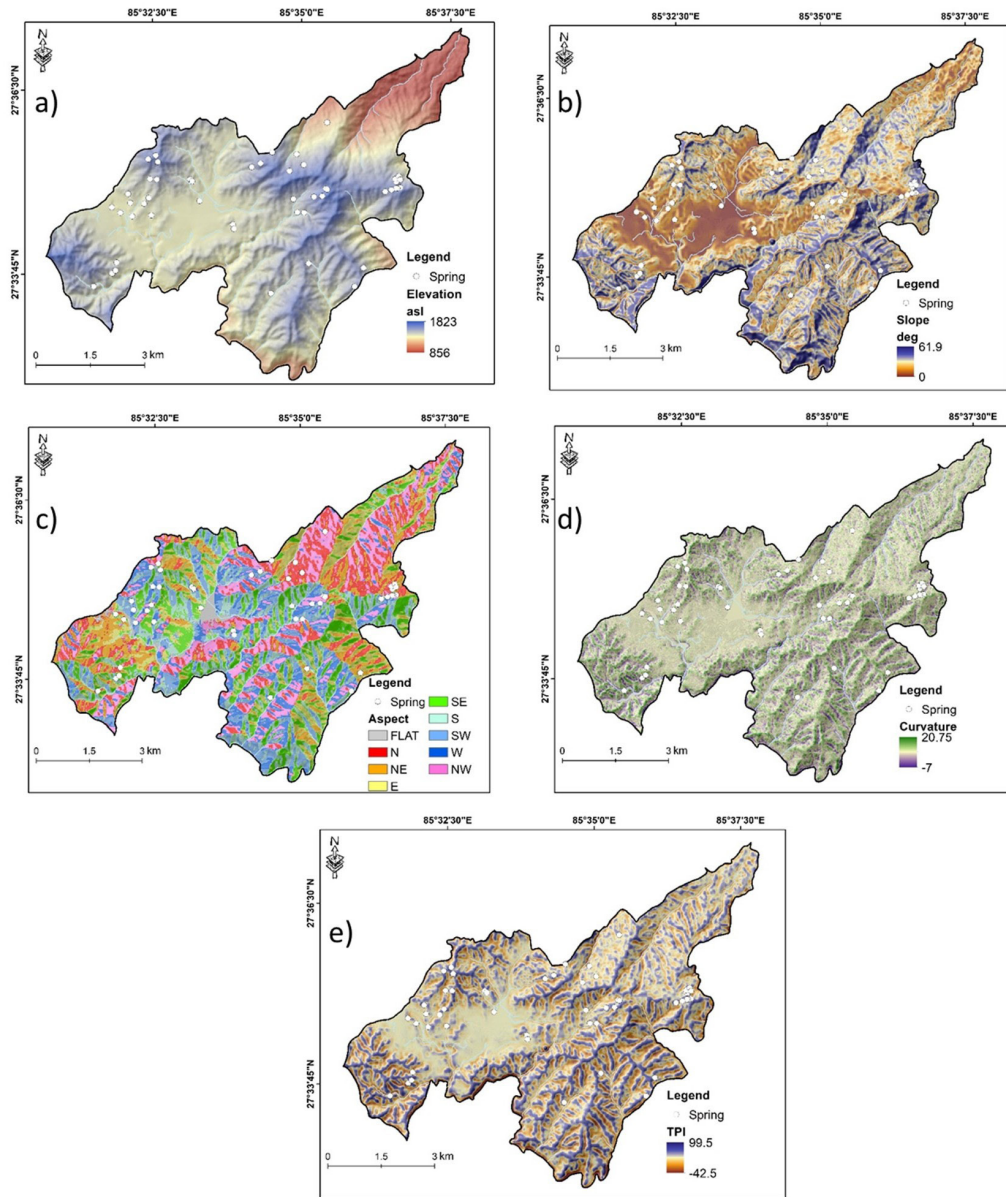 85°32'30"E 85°35'0"E 85°37'30"E
N
27°36'30"N
a)
27°33'45"N
Legend
Spring
Elevation
asl
1823
856
0 1.5 3 km
85°32'30"E 85°35'0"E 85°37'30"E
N
27°36'30"N
b)
27°33'45"N
Legend
Spring
Slope
deg
61.9
0
0 1.5 3 km
85°32'30"E 85°35'0"E 85°37'30"E
N
27°36'30"N
c)
27°33'45"N
Legend
Spring
Aspect
FLAT
N
NE
E
SE
S
SW
W
NW
0 1.5 3 km
85°32'30"E 85°35'0"E 85°37'30"E
N
27°36'30"N
d)
27°33'45"N
Legend
Spring
Curvature
20.75
-7
0 1.5 3 km
85°32'30"E 85°35'0"E 85°37'30"E
N
27°36'30"N
e)
27°33'45"N
Legend
Spring
TPI
99.5
-42.5
0 1.5 3 km